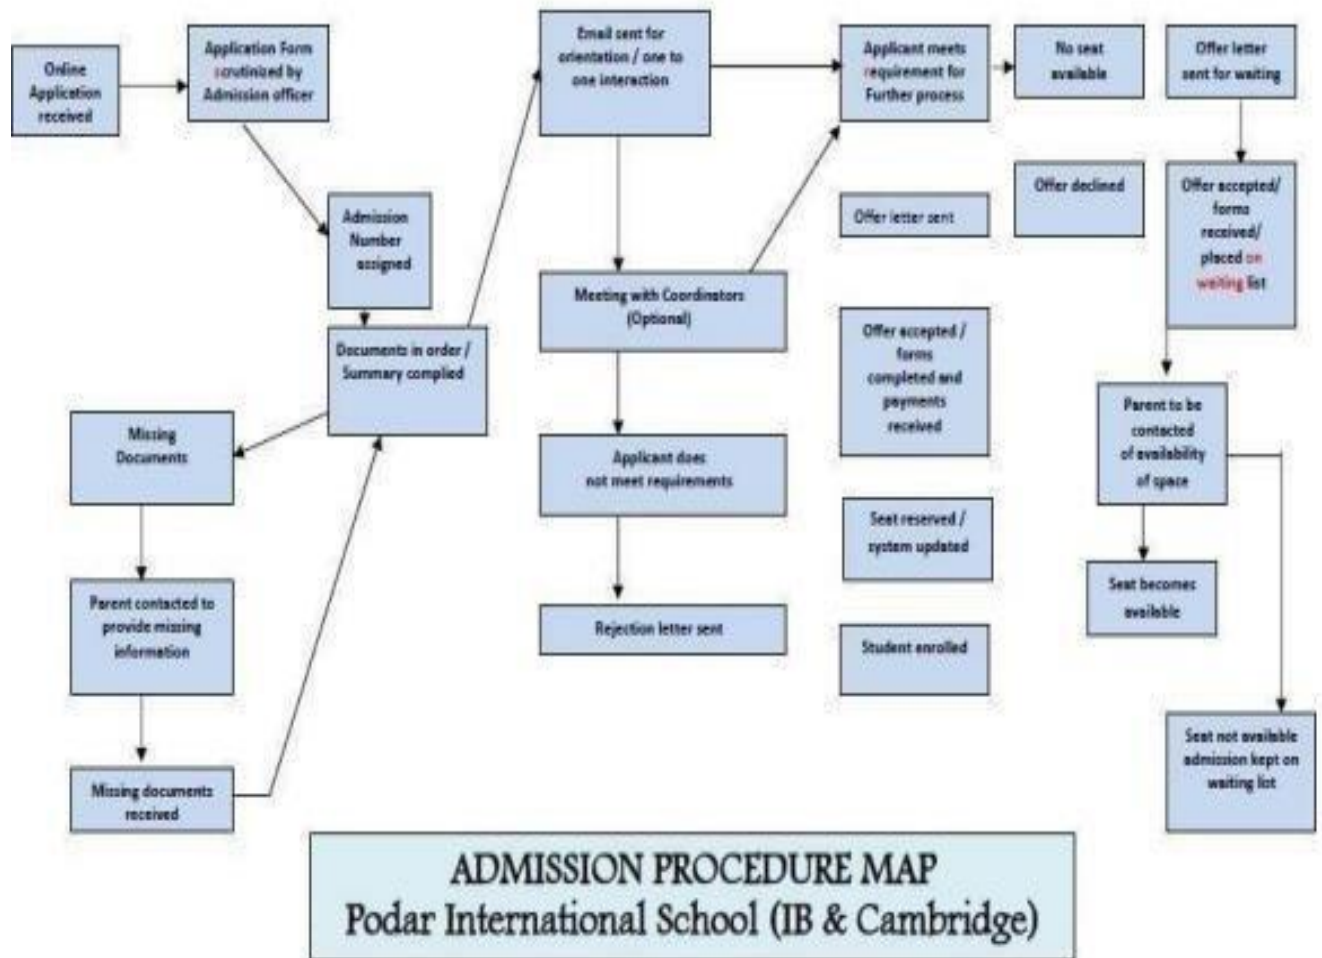 Online
Application
received
Application Form
scrutinized by
Admission officer
Admission
Number
assigned
Documents in order /
Summary complied
Missing
Documents
Parent contacted to
provide missing
information
Missing documents
received
Email sent for
orientation / one to
one interaction
Meeting with Coordinators
(Optional)
Applicant does
not meet requirements
Rejection letter sent
Applicant meets
requirement for
Further process
Offer letter sent
Offer accepted /
forms
completed and
payments
received
Seat reserved /
system updated
Student enrolled
No seat
available
Offer declined
Offer letter
sent for waiting
Offer accepted/
forms
received/
placed on
waiting list
Parent to be
contacted
of availability
of space
Seat becomes
available
Seat not available
admission kept on
waiting list
ADMISSION PROCEDURE MAP
Podar International School (IB & Cambridge)